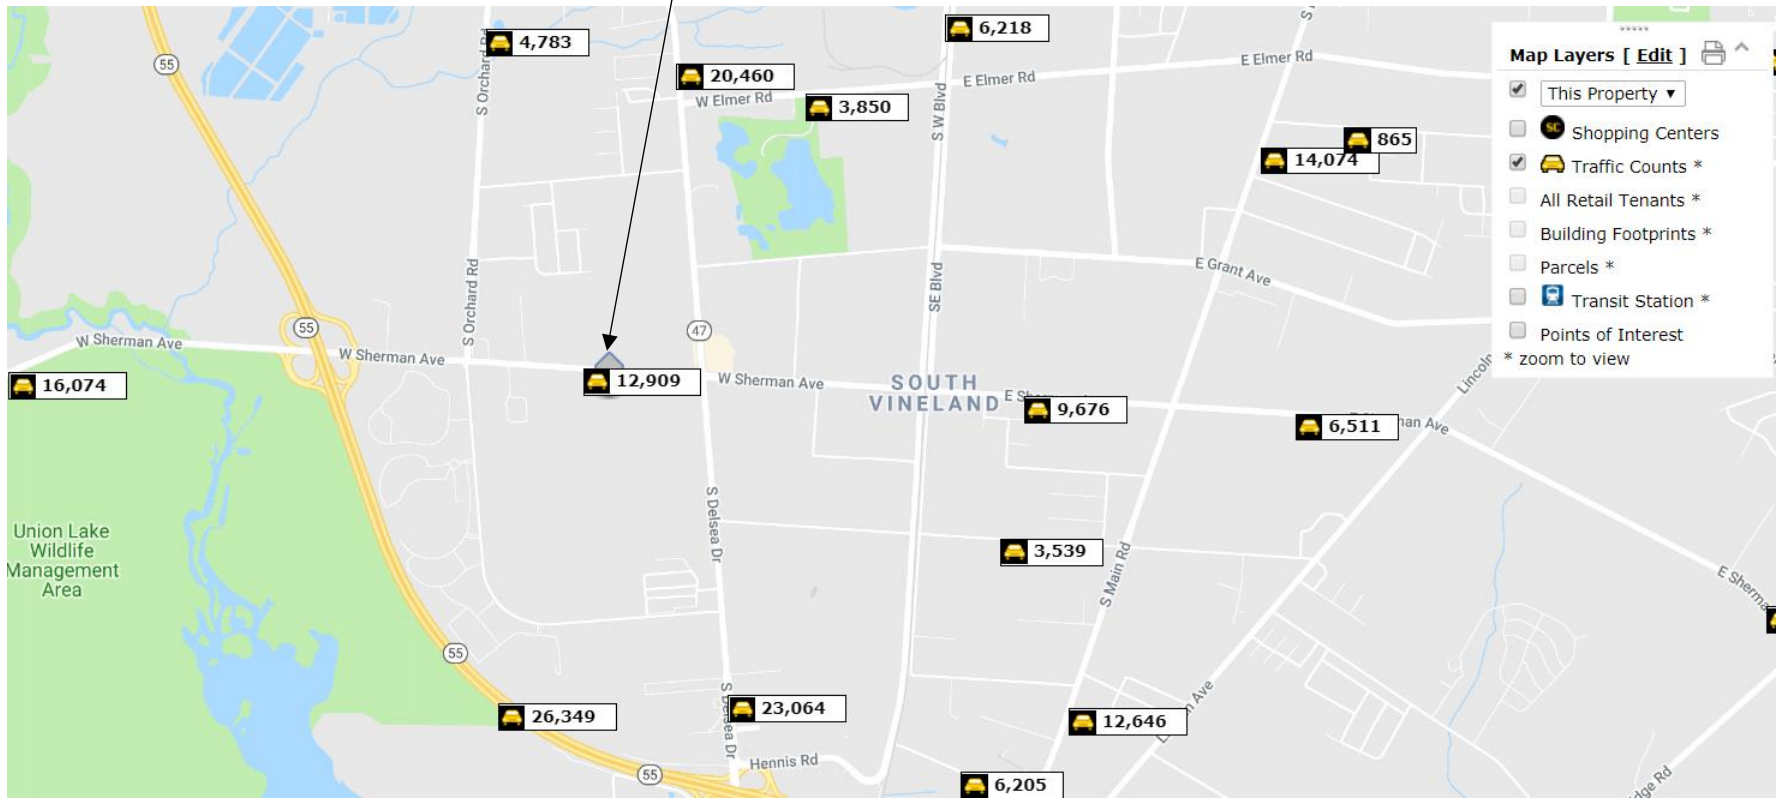 55
S Orchard Rd
4,783
20,460
W Elmer Rd
3,850
6,218
E Elmer Rd
E Elmer Rd
S W Blvd
865
14,074
Map Layers [ Edit ]
This Property ▼
SC Shopping Centers
Traffic Counts *
All Retail Tenants *
Building Footprints *
Parcels *
Transit Station *
Points of Interest
* zoom to view
E Grant Ave
SE Blvd
S Orchard Rd
55
47
W Sherman Ave
W Sherman Ave
16,074
12,909
W Sherman Ave
SOUTH
VINELAND
9,676
6,511
Lincoln
Union Lake
Wildlife
Management
Area
S Delsea Dr
3,539
S Main Rd
55
26,349
S Delsea Dr
23,064
12,646
55
Hennis Rd
6,205